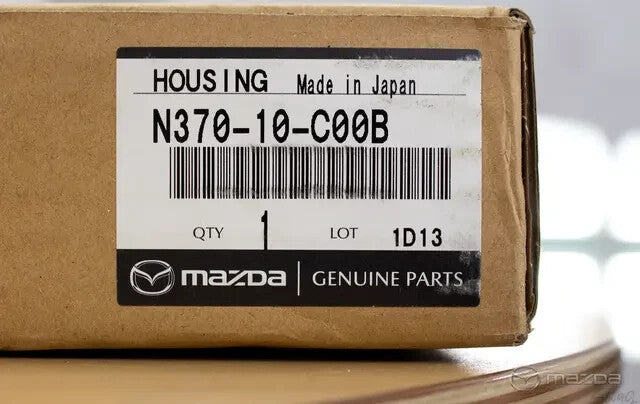 HOUSING Made in Japan
N370-10-C00B
QTY 1 LOT 1D13
mazda GENUINE PARTS
mazda